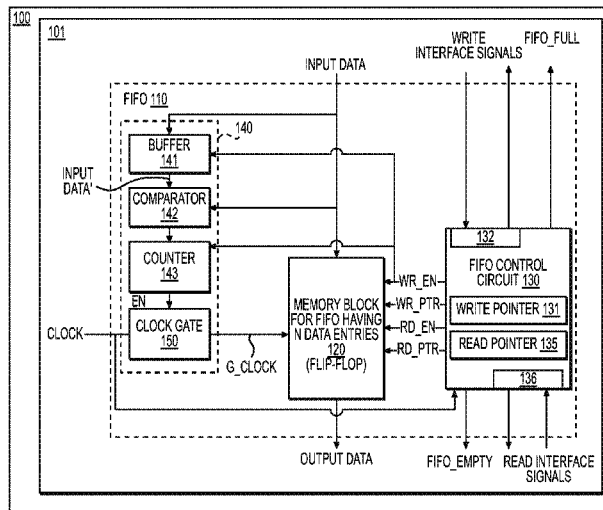 100
101
WRITE
INTERFACE SIGNALS
FIFO_FULL
INPUT DATA
FIFO 110
140
BUFFER
141
INPUT
DATA'
COMPARATOR
142
COUNTER
143
EN
CLOCK
CLOCK GATE
150
G_CLOCK
MEMORY BLOCK
FOR FIFO HAVING
N DATA ENTRIES
120
(FLIP-FLOP)
WR_EN
WR_PTR
RD_EN
RD_PTR
132
FIFO CONTROL
CIRCUIT 130
WRITE POINTER 131
READ POINTER 135
136
OUTPUT DATA
FIFO_EMPTY
READ INTERFACE
SIGNALS